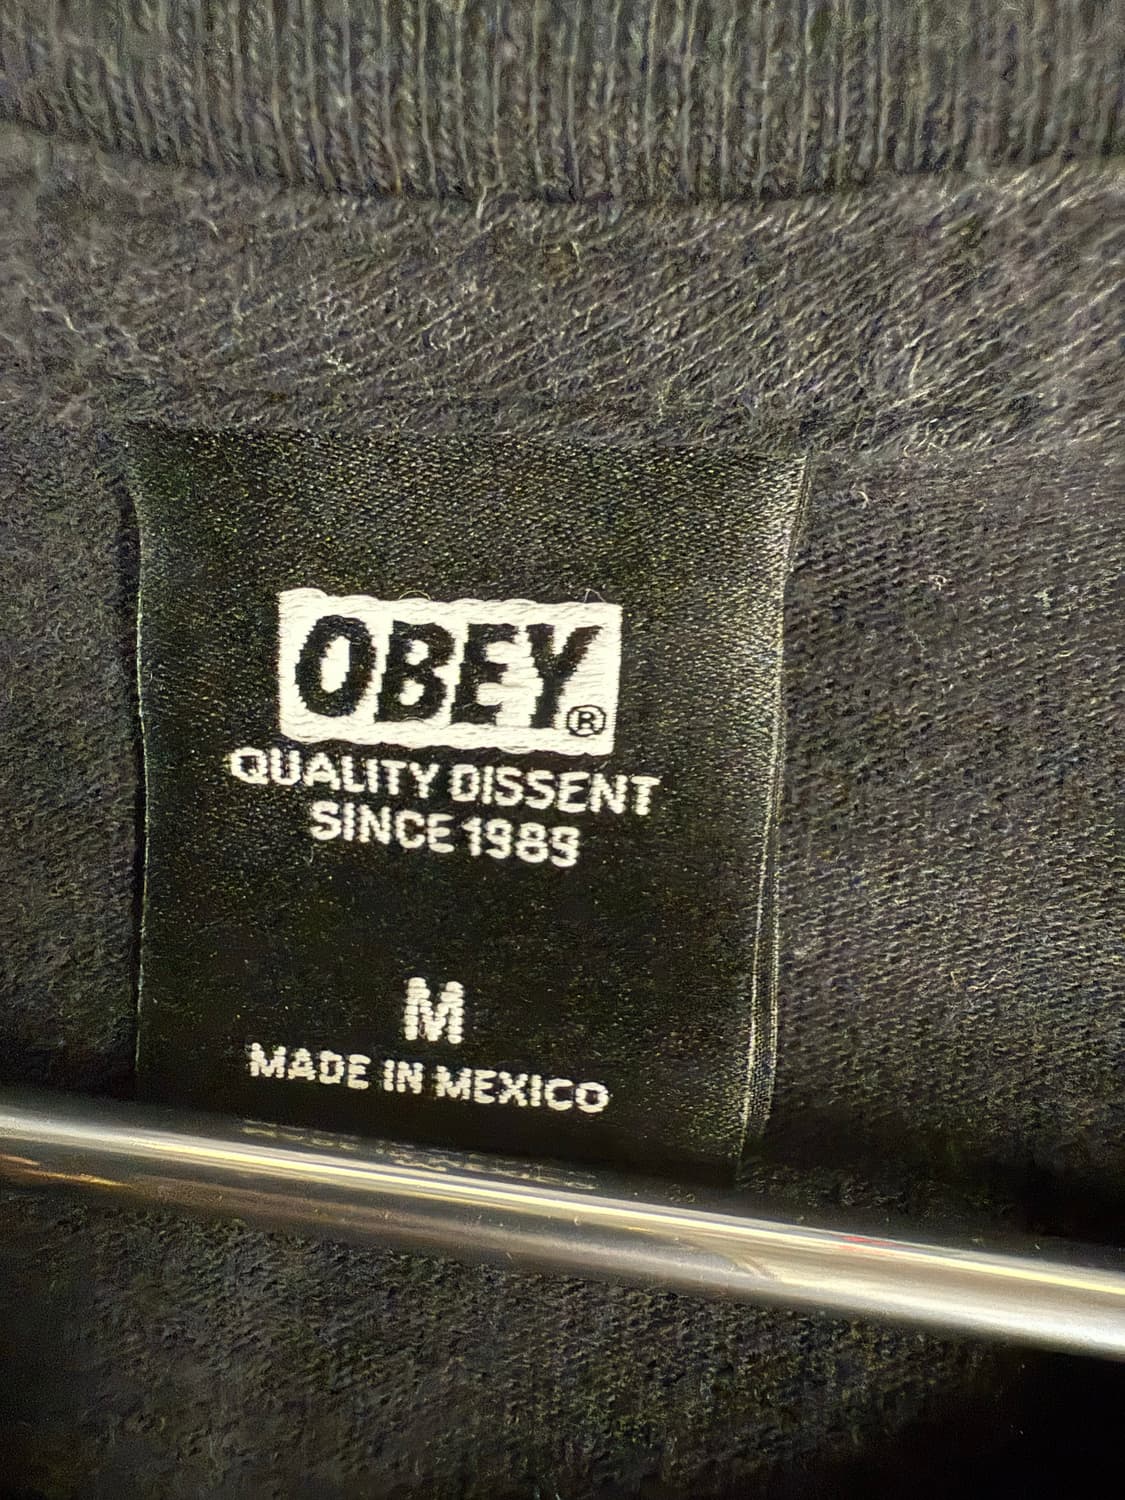 OBEY®
QUALITY DISSENT
SINCE 1989
M
MADE IN MEXICO